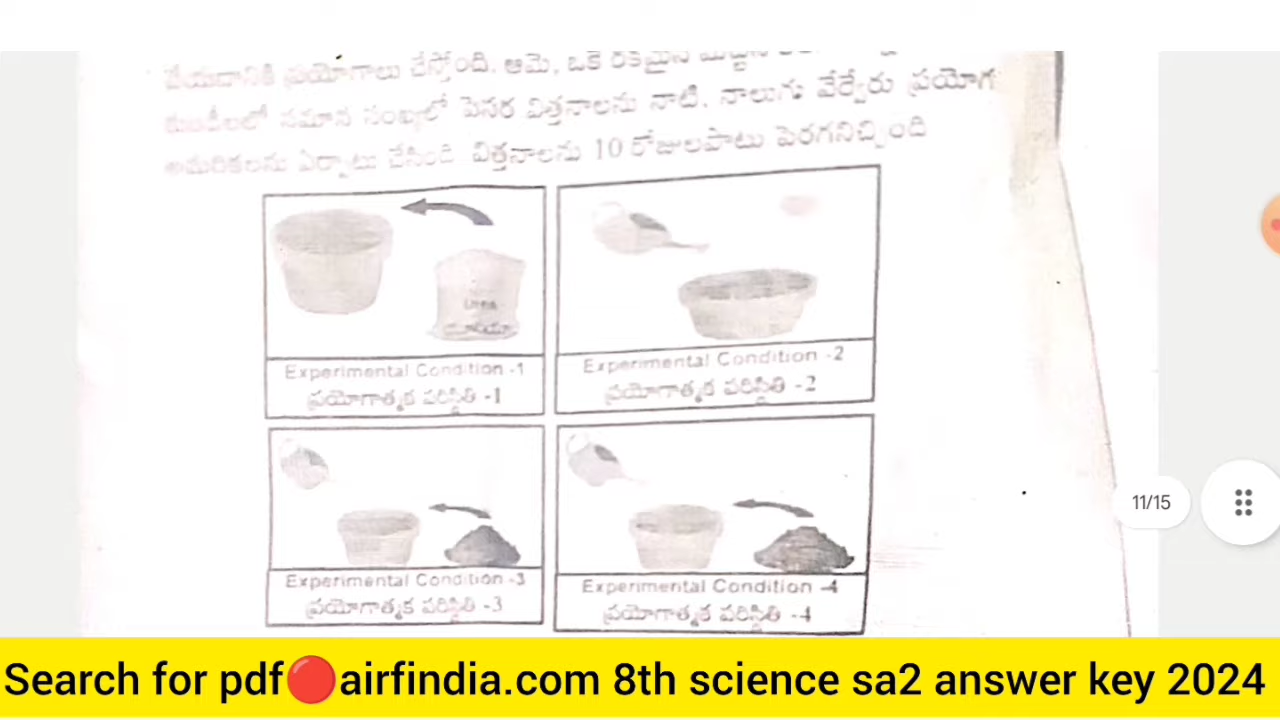 వేయడానికి ప్రయోగాలు చేస్తోంది. ఆమె, ఒకే రకమైన
కుండీలలో సమాన సంఖ్యలో పెసర విత్తనాలను నాటి, నాలుగు వేర్వేరు ప్రయోగ
అమరికలను ఏర్పాటు చేసింది. విత్తనాలను 10 రోజులపాటు పెరగనిచ్చింది
Urea
యూరియా
Experimental Condition -1
ప్రయోగాత్మక పరిస్థితి -1
Experimental Condition -2
ప్రయోగాత్మక పరిస్థితి -2
Experimental Condition -3
ప్రయోగాత్మక పరిస్థితి -3
Experimental Condition -4
ప్రయోగాత్మక పరిస్థితి -4
11/15
Search for pdf🔴airfindia.com 8th science sa2 answer key 2024